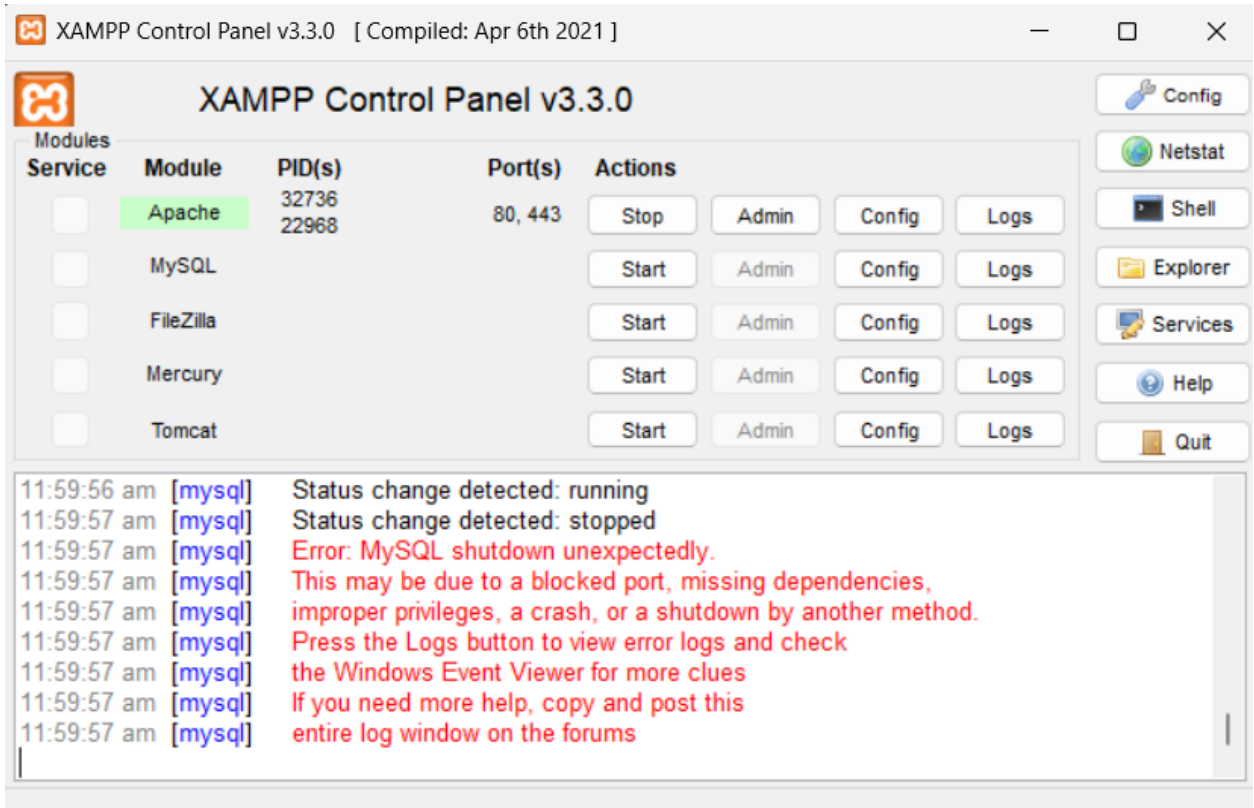 XAMPP Control Panel v3.3.0 [ Compiled: Apr 6th 2021 ]
XAMPP Control Panel v3.3.0
Config
Modules
Netstat
Service Module PID(s) Port(s) Actions
Apache 32736 22968 80, 443 Stop Admin Config Logs
Shell
MySQL Start Admin Config Logs
Explorer
FileZilla Start Admin Config Logs
Services
Mercury Start Admin Config Logs
Help
Tomcat Start Admin Config Logs
Quit
11:59:56 am [mysql] Status change detected: running
11:59:57 am [mysql] Status change detected: stopped
11:59:57 am [mysql] Error: MySQL shutdown unexpectedly.
11:59:57 am [mysql] This may be due to a blocked port, missing dependencies,
11:59:57 am [mysql] improper privileges, a crash, or a shutdown by another method.
11:59:57 am [mysql] Press the Logs button to view error logs and check
11:59:57 am [mysql] the Windows Event Viewer for more clues
11:59:57 am [mysql] If you need more help, copy and post this
11:59:57 am [mysql] entire log window on the forums